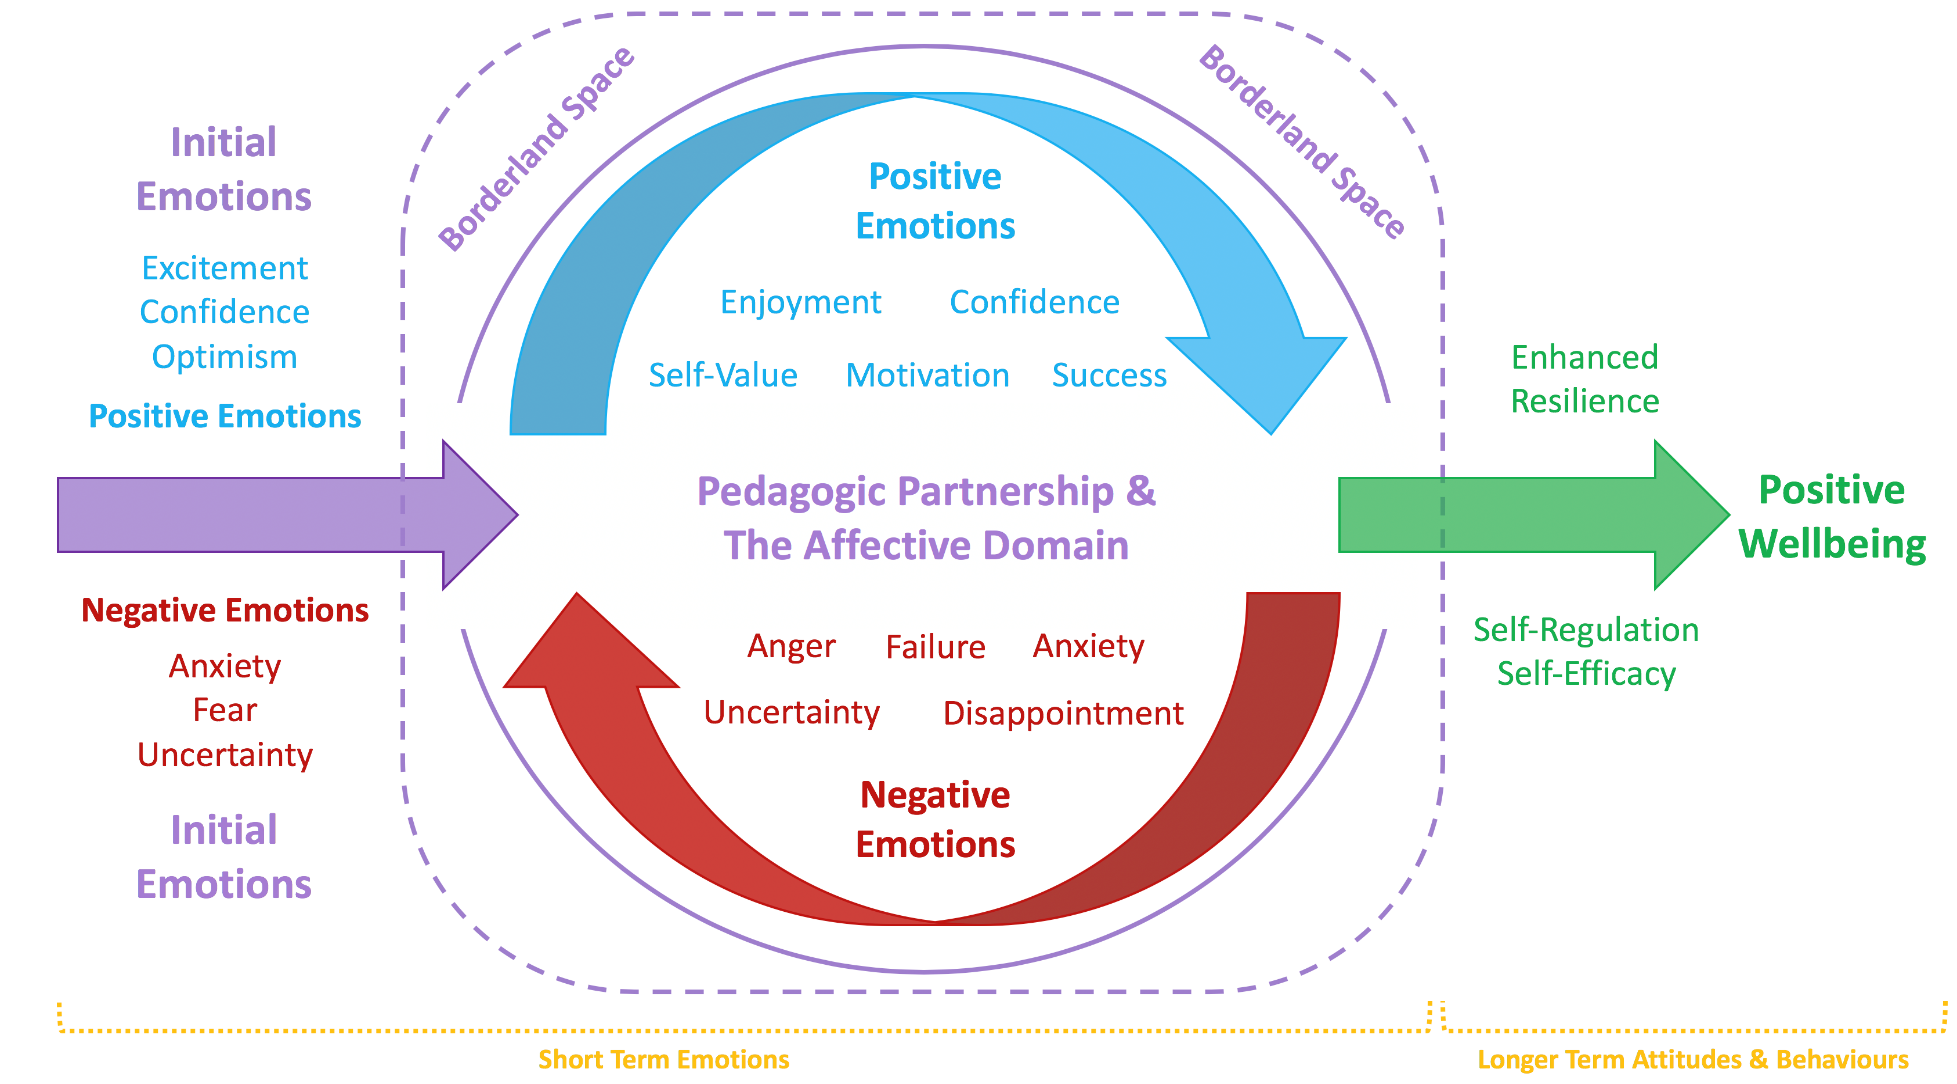 Initial
Emotions
Excitement
Confidence
Optimism
Positive Emotions
Negative Emotions
Anxiety
Fear
Uncertainty
Initial
Emotions
Borderland Space
Borderland Space
Positive
Emotions
Enjoyment Confidence
Self-Value Motivation Success
Pedagogic Partnership &
The Affective Domain
Anger Failure Anxiety
Uncertainty Disappointment
Negative
Emotions
Enhanced
Resilience
Positive
Wellbeing
Self-Regulation
Self-Efficacy
Short Term Emotions
Longer Term Attitudes & Behaviours